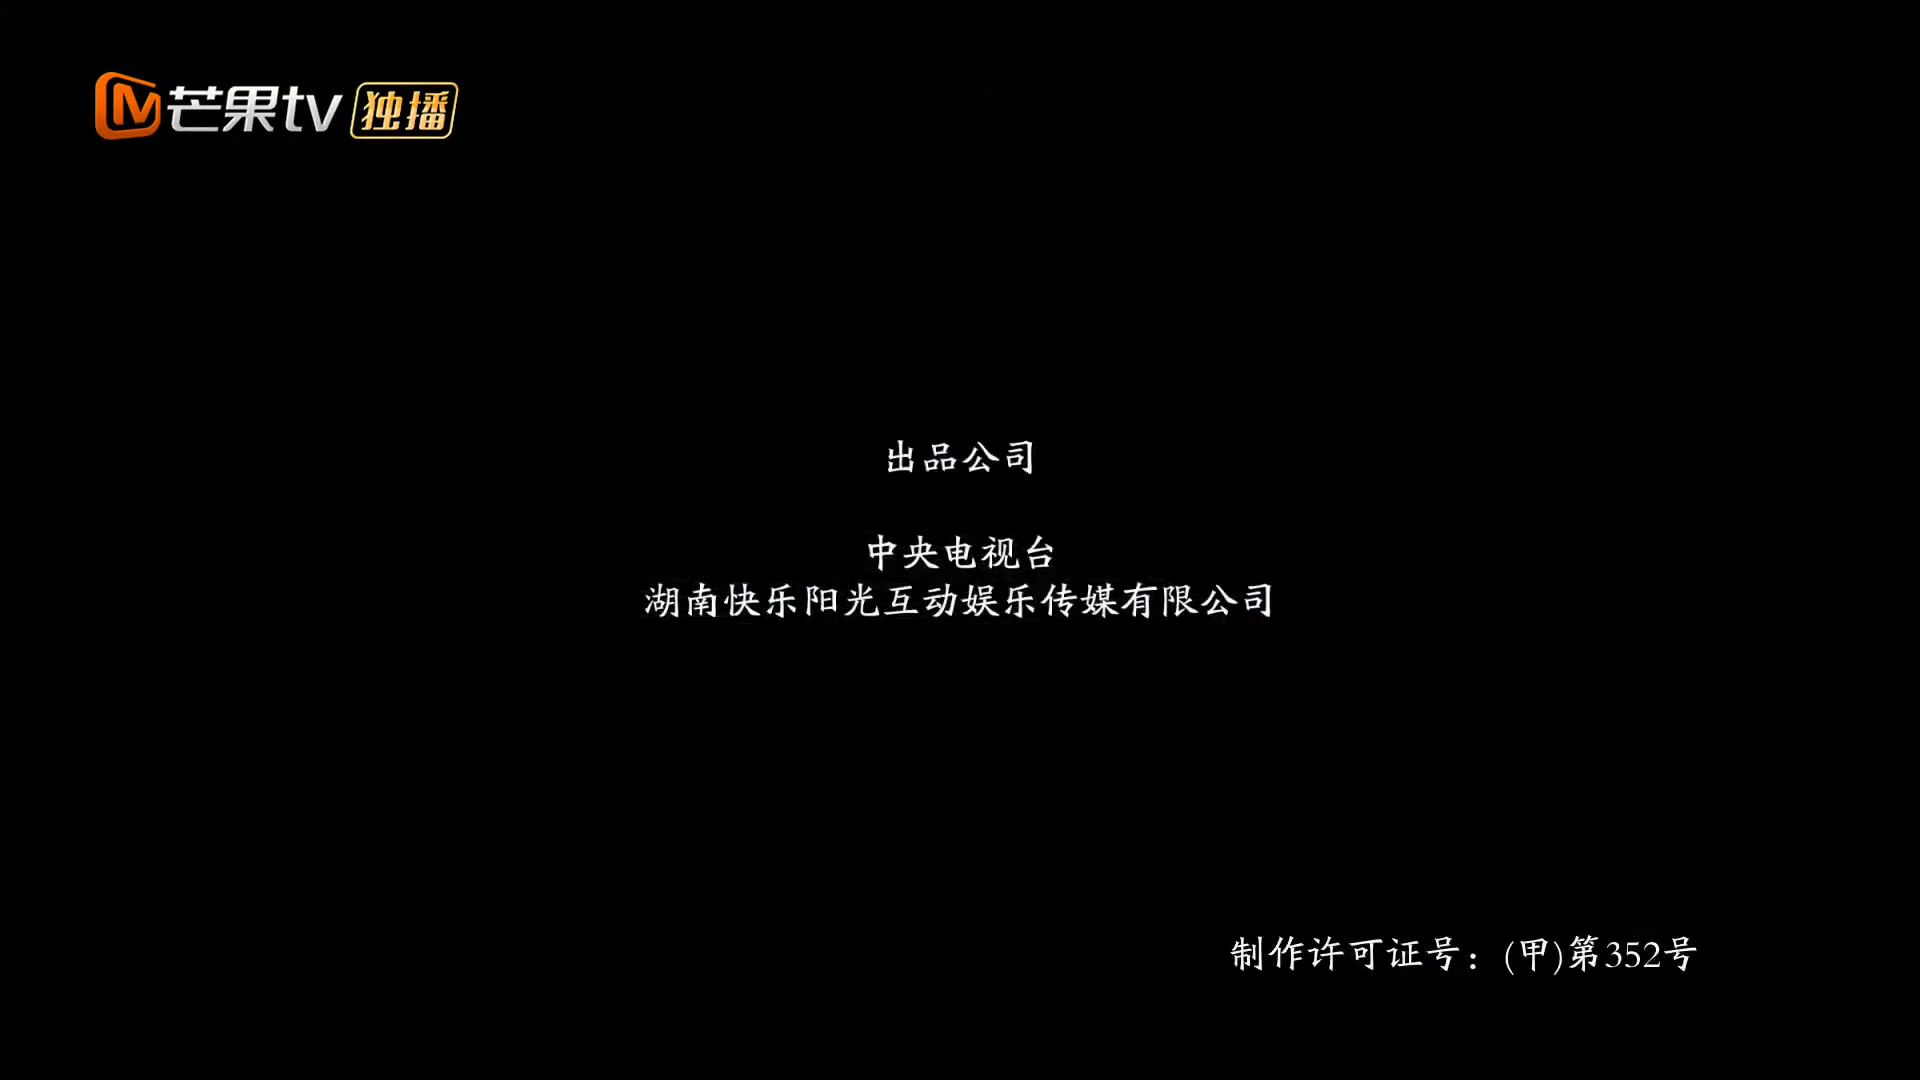 芒果tv 独播
出品公司
中央电视台
湖南快乐阳光互动娱乐传媒有限公司
制作许可证号：(甲)第352号